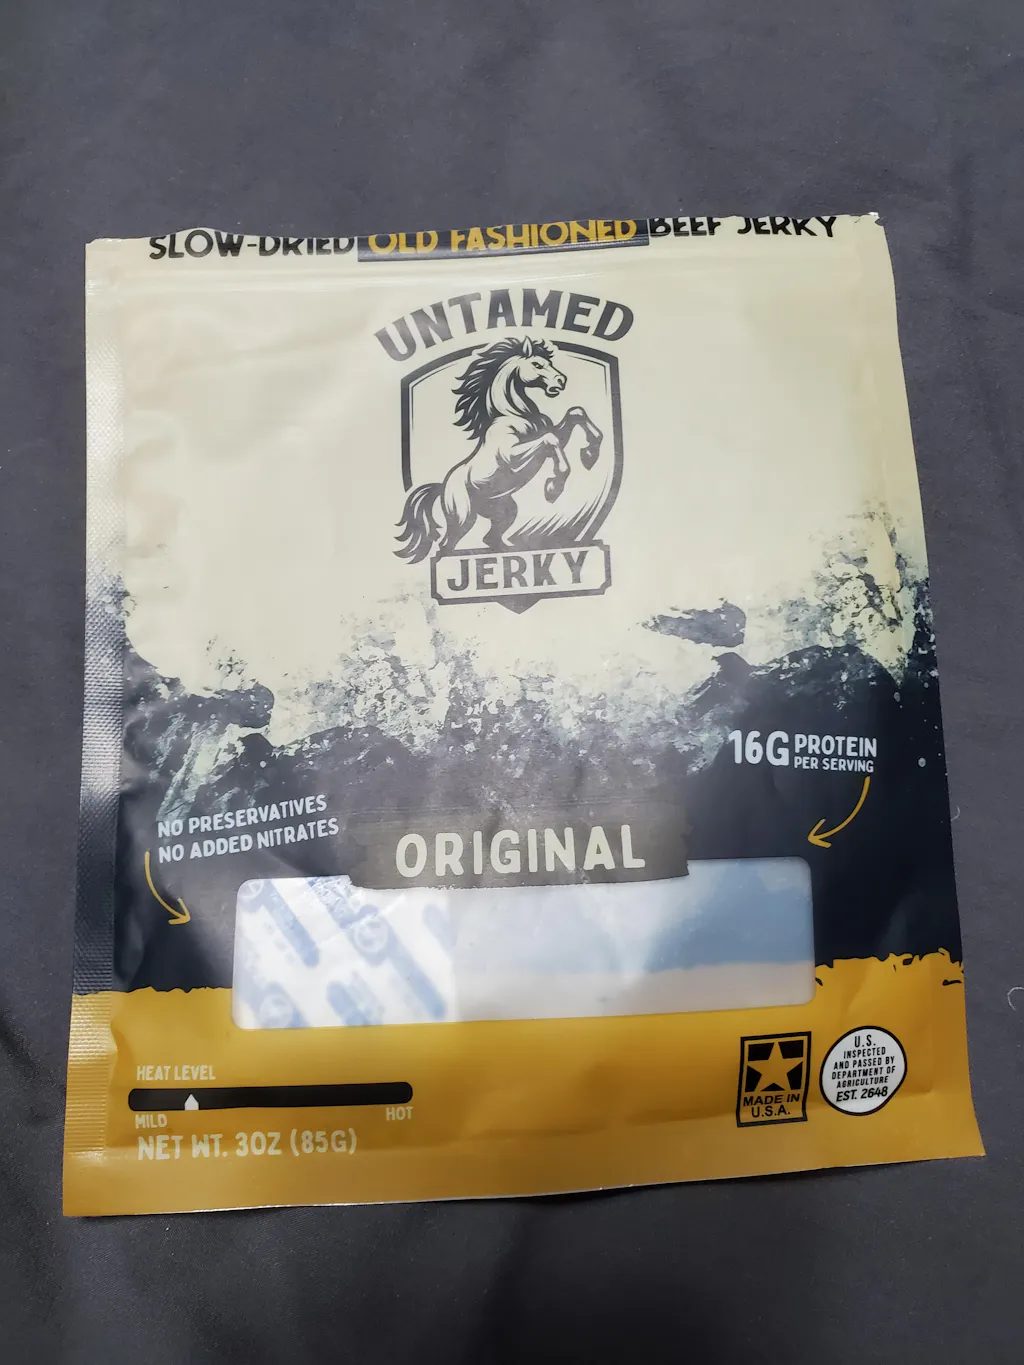 SLOW-DRIED OLD FASHIONED BEEF JERKY
UNTAMED
JERKY
16G PROTEIN
PER SERVING
NO PRESERVATIVES
NO ADDED NITRATES
ORIGINAL
HEAT LEVEL
MILD
HOT
NET WT. 3OZ (85G)
MADE IN
U.S.A.
U.S.
INSPECTED
AND PASSED BY
DEPARTMENT OF
AGRICULTURE
EST. 2648